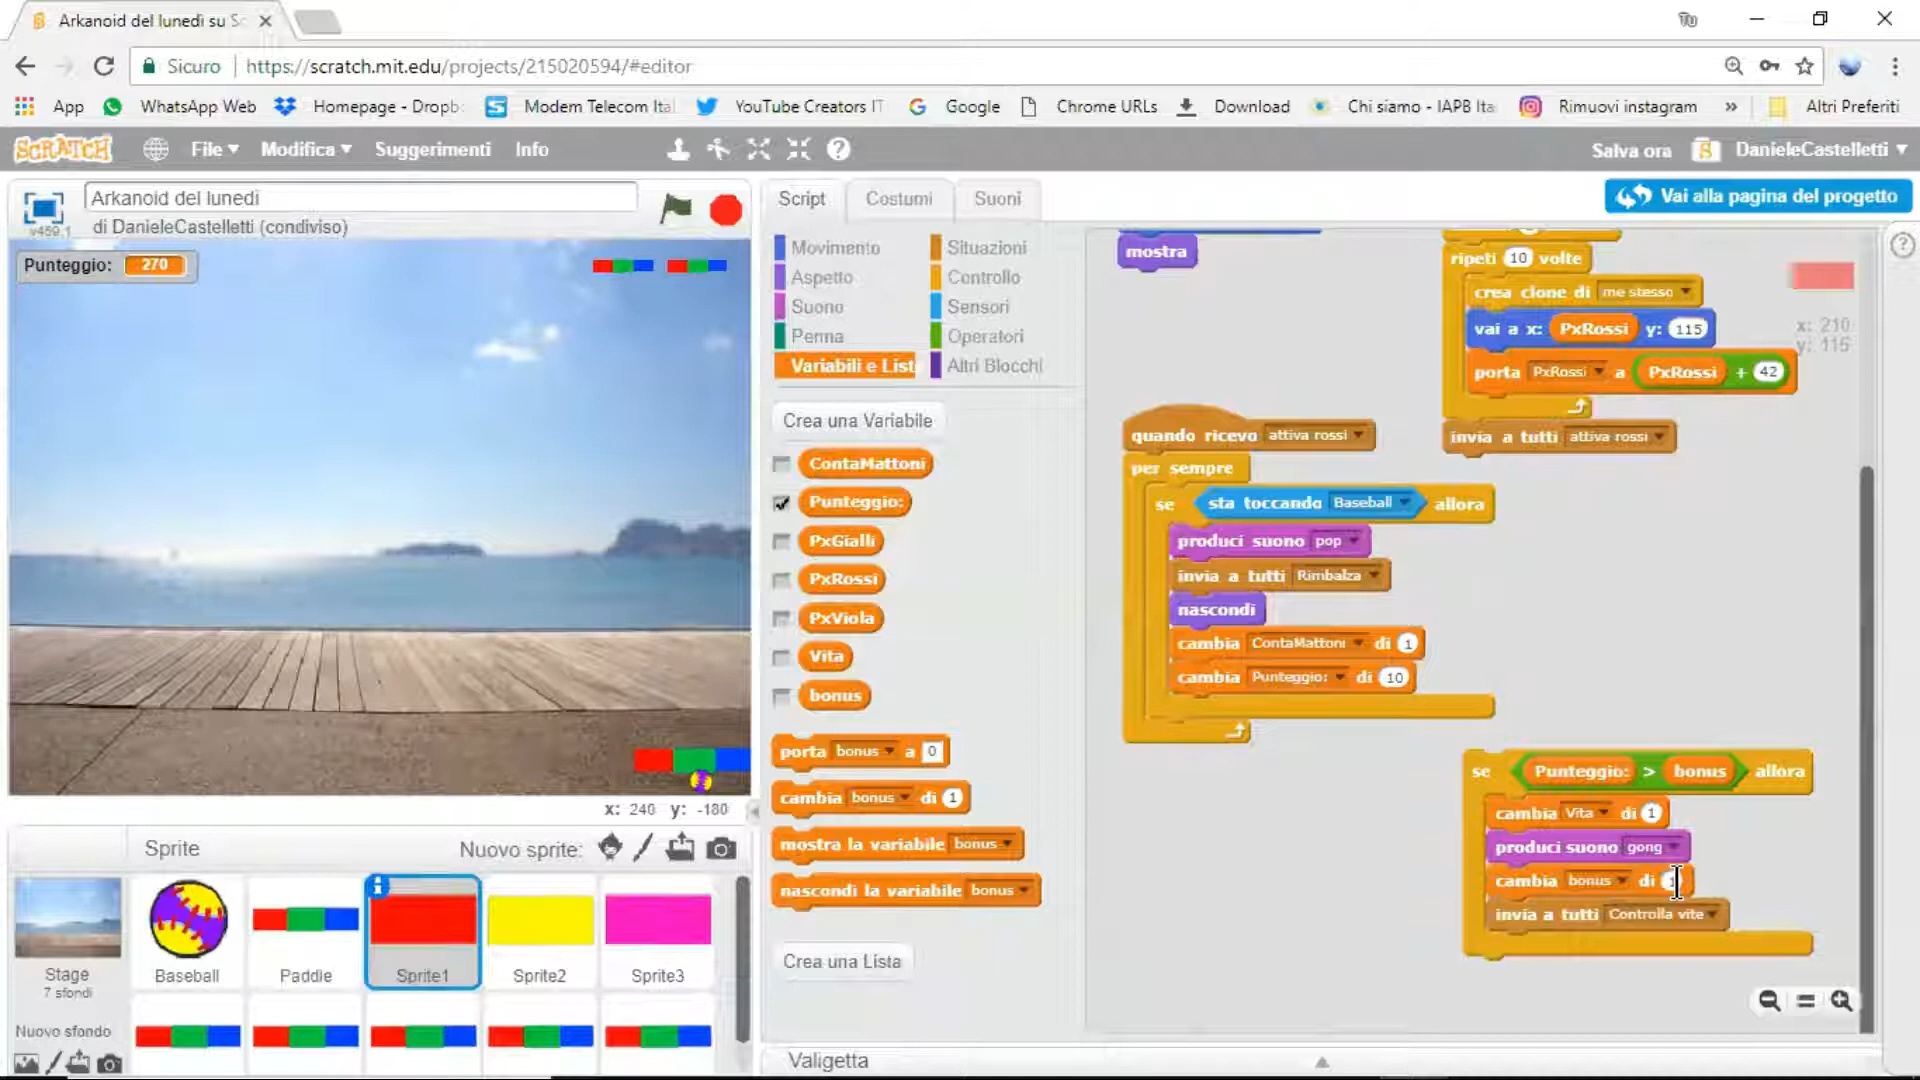 Arkanoid del lunedì su Sc
Sicuro
https://scratch.mit.edu/projects/215020594/#editor
App
WhatsApp Web
Homepage - Dropb
Modem Telecom Ital
YouTube Creators IT
Google
Chrome URLs
Download
Chi siamo - IAPB Ita
Rimuovi instagram
»
Altri Preferiti
SCRATCH
File
Modifica
Suggerimenti
Info
Salva ora
DanieleCastelletti
v459.1
Arkanoid del lunedì
di DanieleCastelletti (condiviso)
Script
Costumi
Suoni
Vai alla pagina del progetto
Punteggio: 270
Movimento
Aspetto
Suono
Penna
Variabili e List
Situazioni
Controllo
Sensori
Operatori
Altri Blocchi
Crea una Variabile
ContaMattoni
Punteggio:
PxGialli
PxRossi
PxViola
Vita
bonus
porta bonus a 0
cambia bonus di 1
mostra la variabile bonus
nascondi la variabile bonus
Crea una Lista
mostra
ripeti 10 volte
crea clone di me stesso
vai a x: PxRossi y: 115
porta PxRossi a PxRossi + 42
invia a tutti attiva rossi
x: 210
y: 115
quando ricevo attiva rossi
per sempre
se sta toccando Baseball allora
produci suono pop
invia a tutti Rimbalza
nascondi
cambia ContaMattoni di 1
cambia Punteggio: di 10
se Punteggio: > bonus allora
cambia Vita di 1
produci suono gong
cambia bonus di
invia a tutti Controlla vite
x: 240 y: -180
Sprite
Nuovo sprite:
Stage
7 sfondi
Nuovo sfondo
Baseball
Paddle
Sprite1
Sprite2
Sprite3
Valigetta